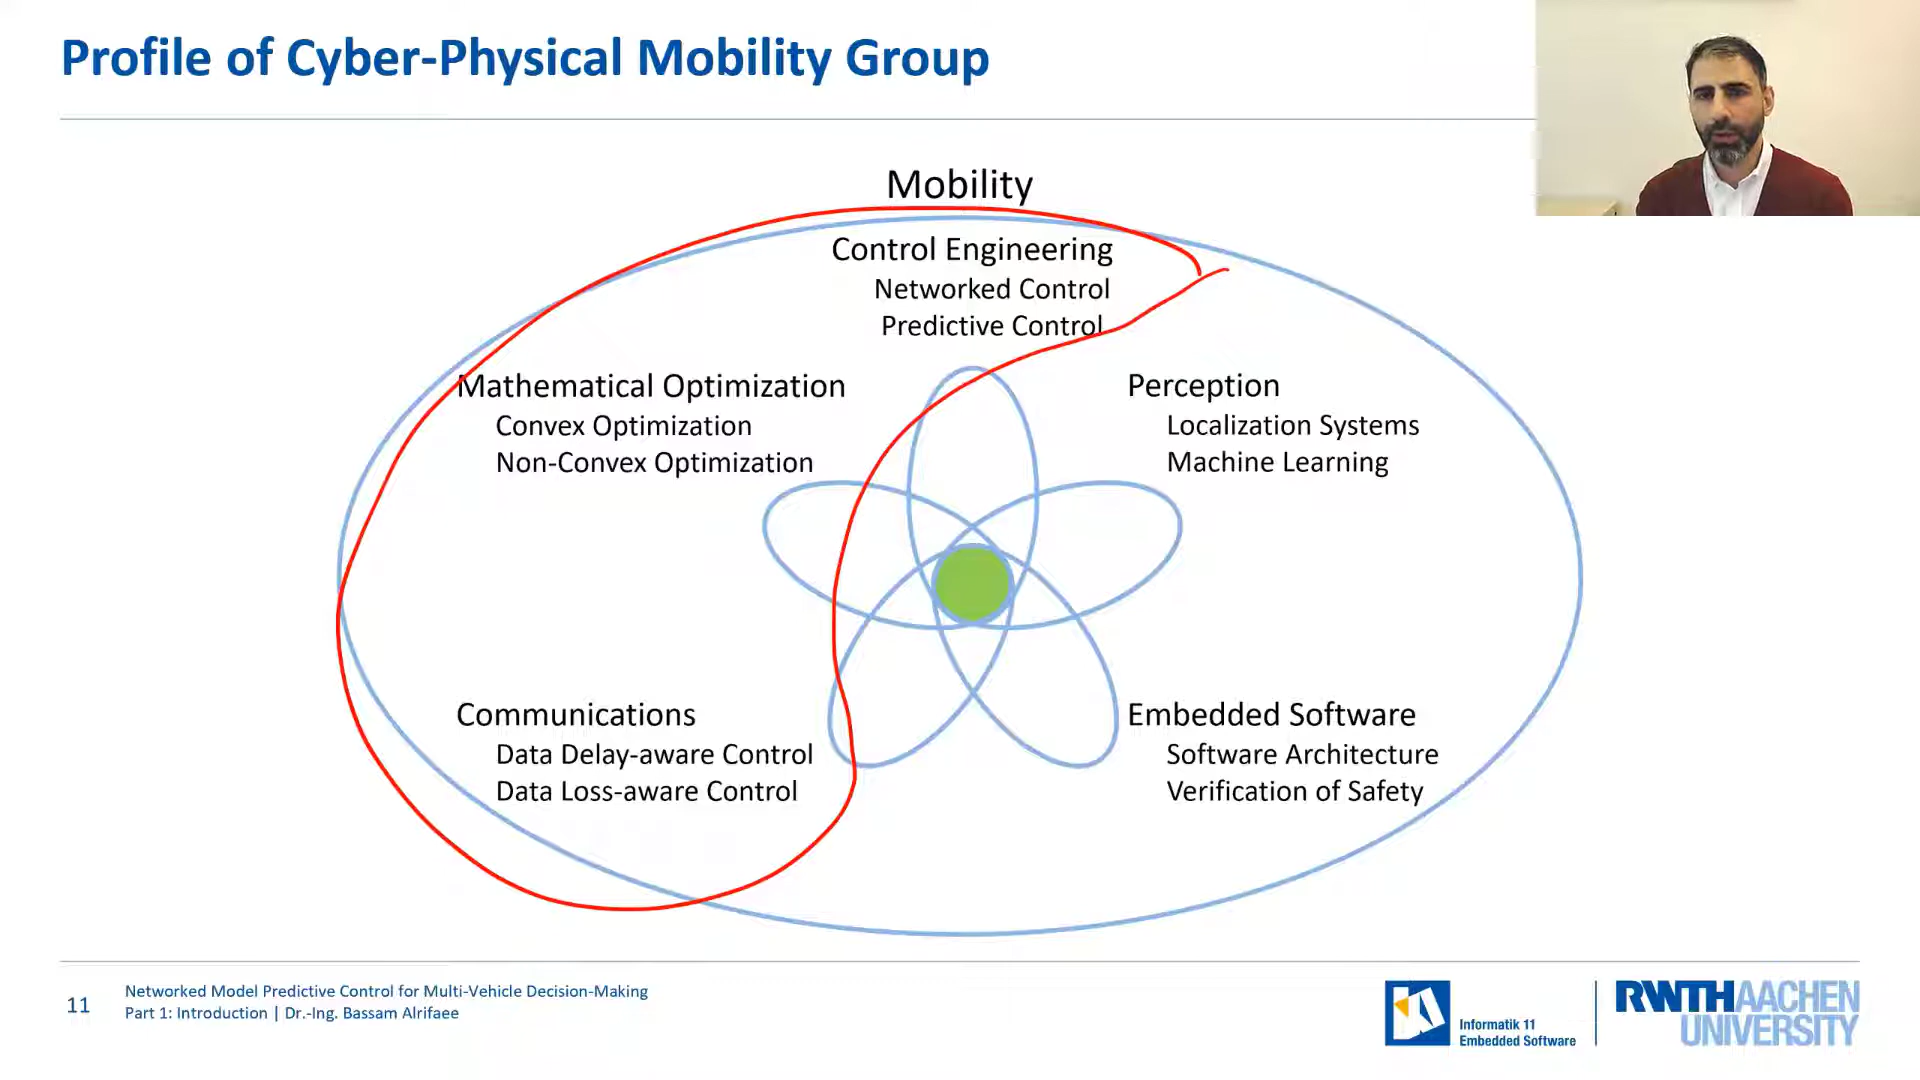 Profile of Cyber-Physical Mobility Group
Mobility
Control Engineering
Networked Control
Predictive Control
Mathematical Optimization
Convex Optimization
Non-Convex Optimization
Perception
Localization Systems
Machine Learning
Communications
Data Delay-aware Control
Data Loss-aware Control
Embedded Software
Software Architecture
Verification of Safety
11
Networked Model Predictive Control for Multi-Vehicle Decision-Making
Part 1: Introduction | Dr.-Ing. Bassam Alrifaee
Informatik 11
Embedded Software
RWTHAACHEN
UNIVERSITY